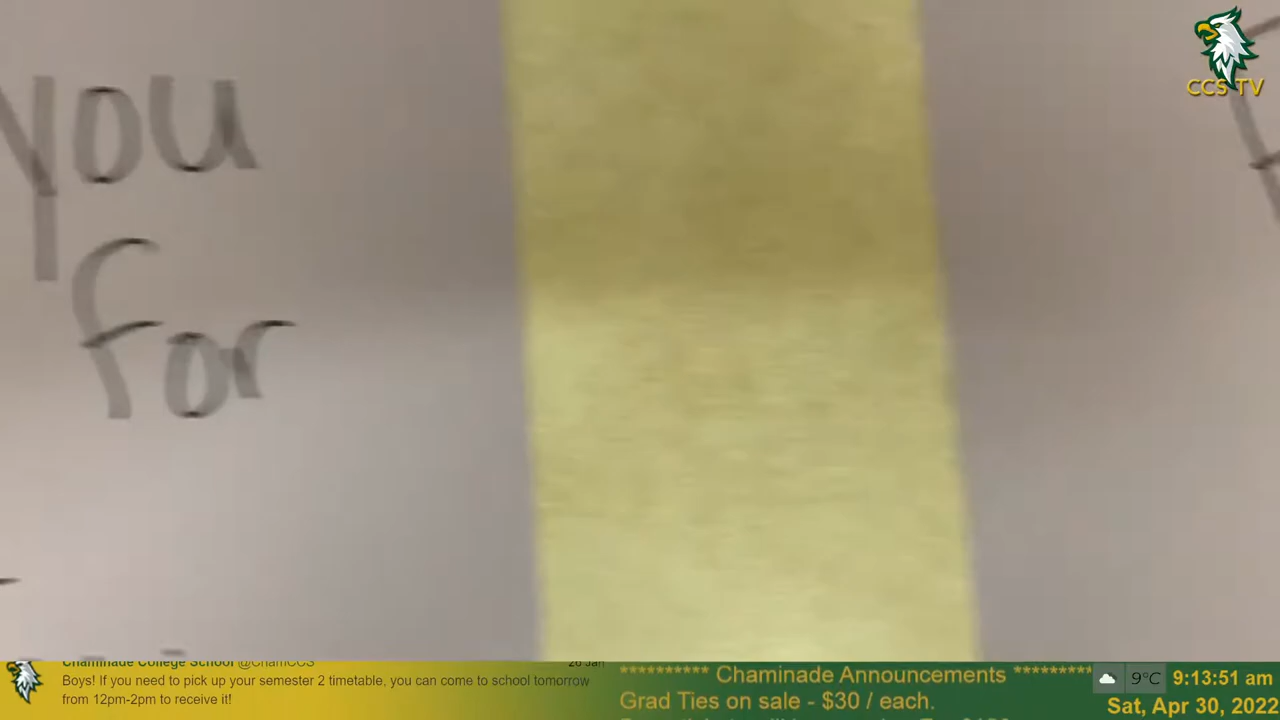 you
for
CCS TV
Chaminade College School @ChamCCS
26 Jan
Boys! If you need to pick up your semester 2 timetable, you can come to school tomorrow
from 12pm-2pm to receive it!
********** Chaminade Announcements *********
Grad Ties on sale - $30 / each.
9°C
9:13:51 am
Sat, Apr 30, 2022